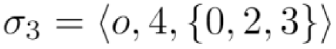 σ₃ = ⟨o, 4, {0, 2, 3}⟩